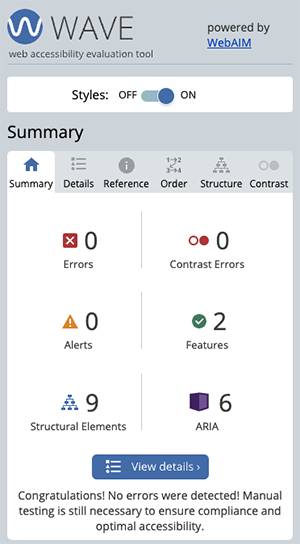 WAVE
web accessibility evaluation tool
powered by
WebAIM
Styles: OFF ON
Summary
Summary Details Reference Order Structure Contrast
1→2
3→4
0
Errors
0
Contrast Errors
0
Alerts
2
Features
9
Structural Elements
6
ARIA
View details ›
Congratulations! No errors were detected! Manual
testing is still necessary to ensure compliance and
optimal accessibility.